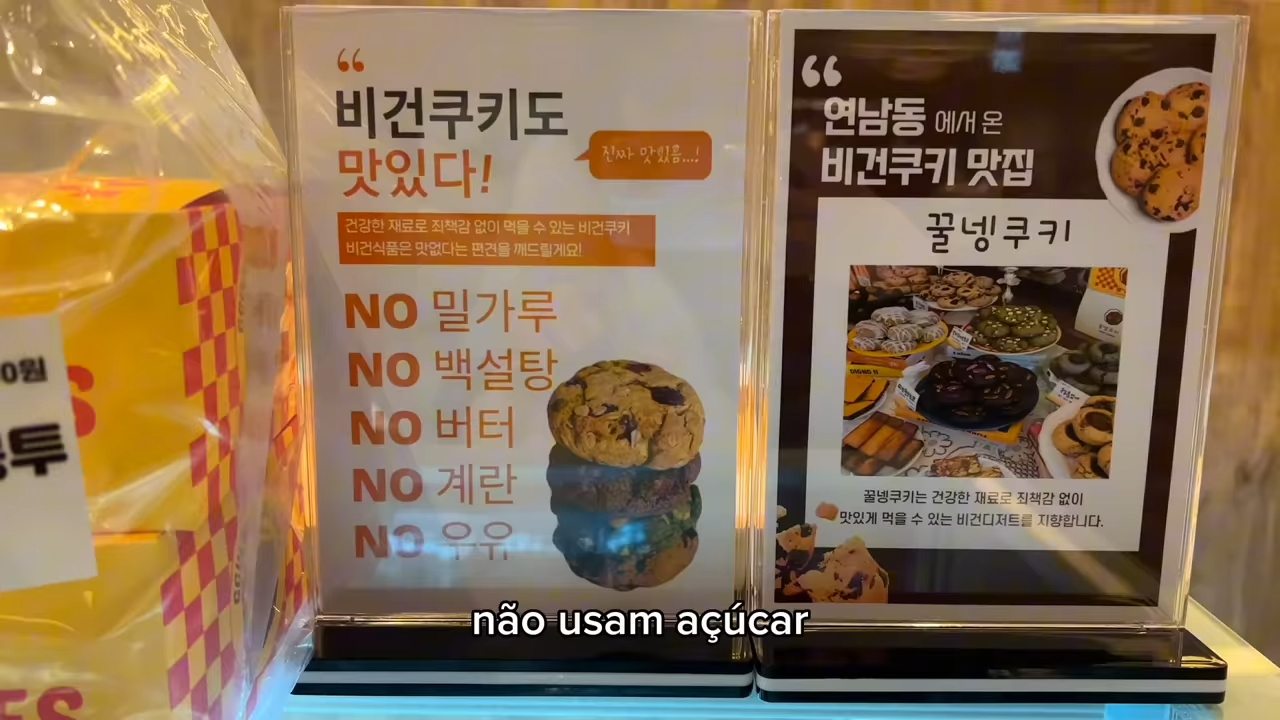 비건쿠키도
맛있다!
진짜 맛있음...!
건강한 재료로 죄책감 없이 먹을 수 있는 비건쿠키
비건식품은 맛없다는 편견을 깨드릴게요!
NO 밀가루
NO 백설탕
NO 버터
NO 계란
NO 우유
연남동 에서 온
비건쿠키 맛집
꿀넹쿠키
꿀넹쿠키는 건강한 재료로 죄책감 없이
맛있게 먹을 수 있는 비건디저트를 지향합니다.
0원
봉투
S
ES
não usam açúcar